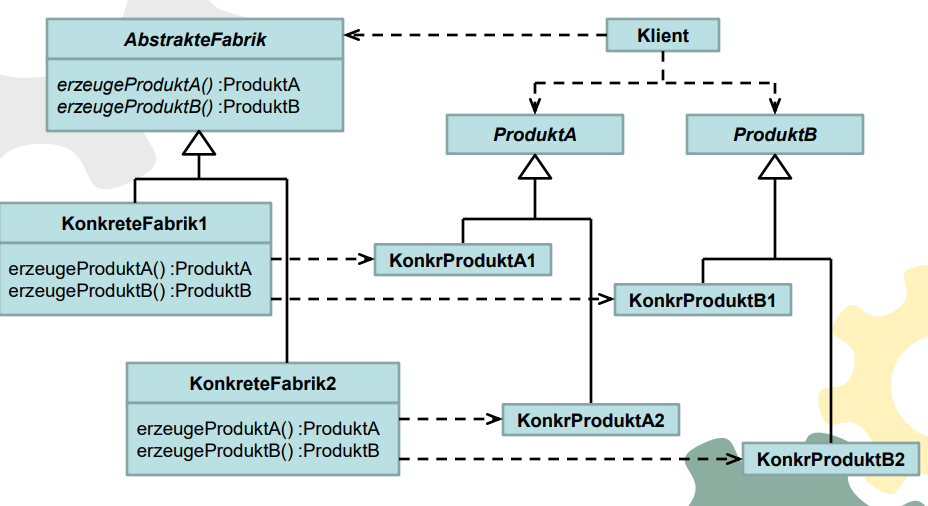 AbstrakteFabrik
erzeugeProduktA() :ProduktA
erzeugeProduktB() :ProduktB
Klient
ProduktA
ProduktB
KonkreteFabrik1
erzeugeProduktA() :ProduktA
erzeugeProduktB() :ProduktB
KonkrProduktA1
KonkrProduktB1
KonkreteFabrik2
erzeugeProduktA() :ProduktA
erzeugeProduktB() :ProduktB
KonkrProduktA2
KonkrProduktB2